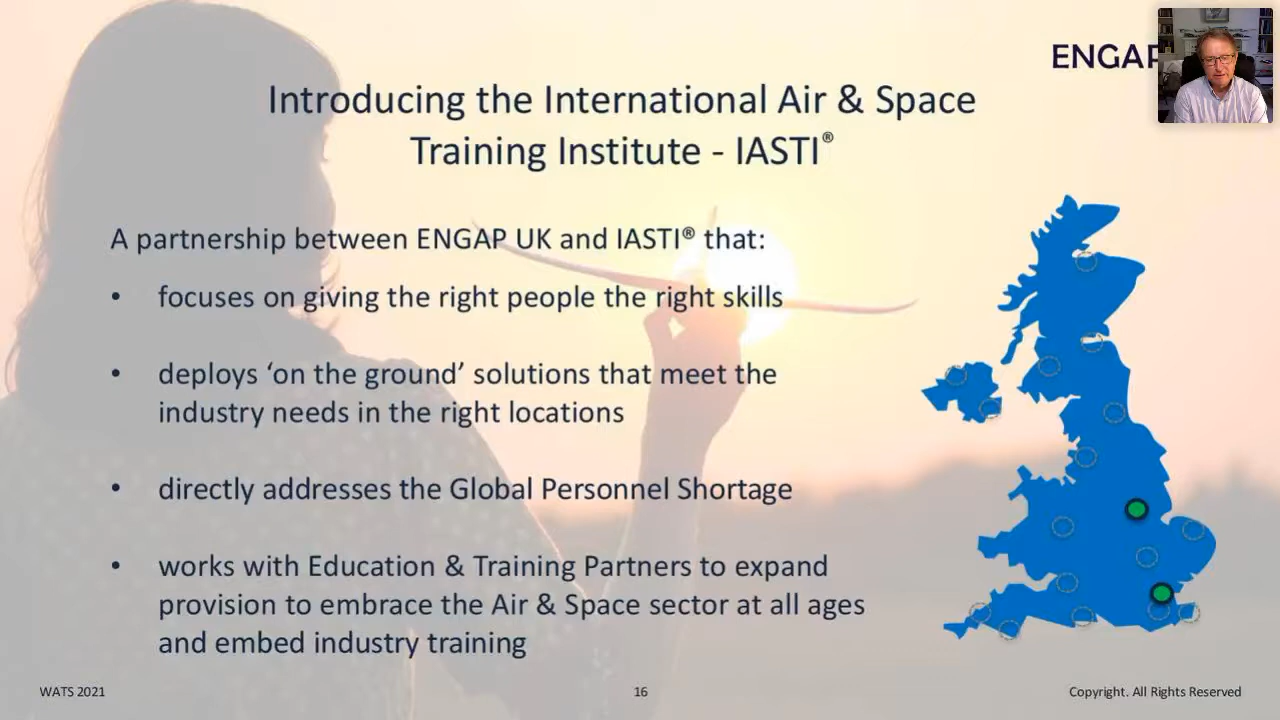 ENGAP
Introducing the International Air & Space
Training Institute - IASTI®
A partnership between ENGAP UK and IASTI® that:
• focuses on giving the right people the right skills
• deploys ‘on the ground’ solutions that meet the
industry needs in the right locations
• directly addresses the Global Personnel Shortage
• works with Education & Training Partners to expand
provision to embrace the Air & Space sector at all ages
and embed industry training
WATS 2021
16
Copyright. All Rights Reserved